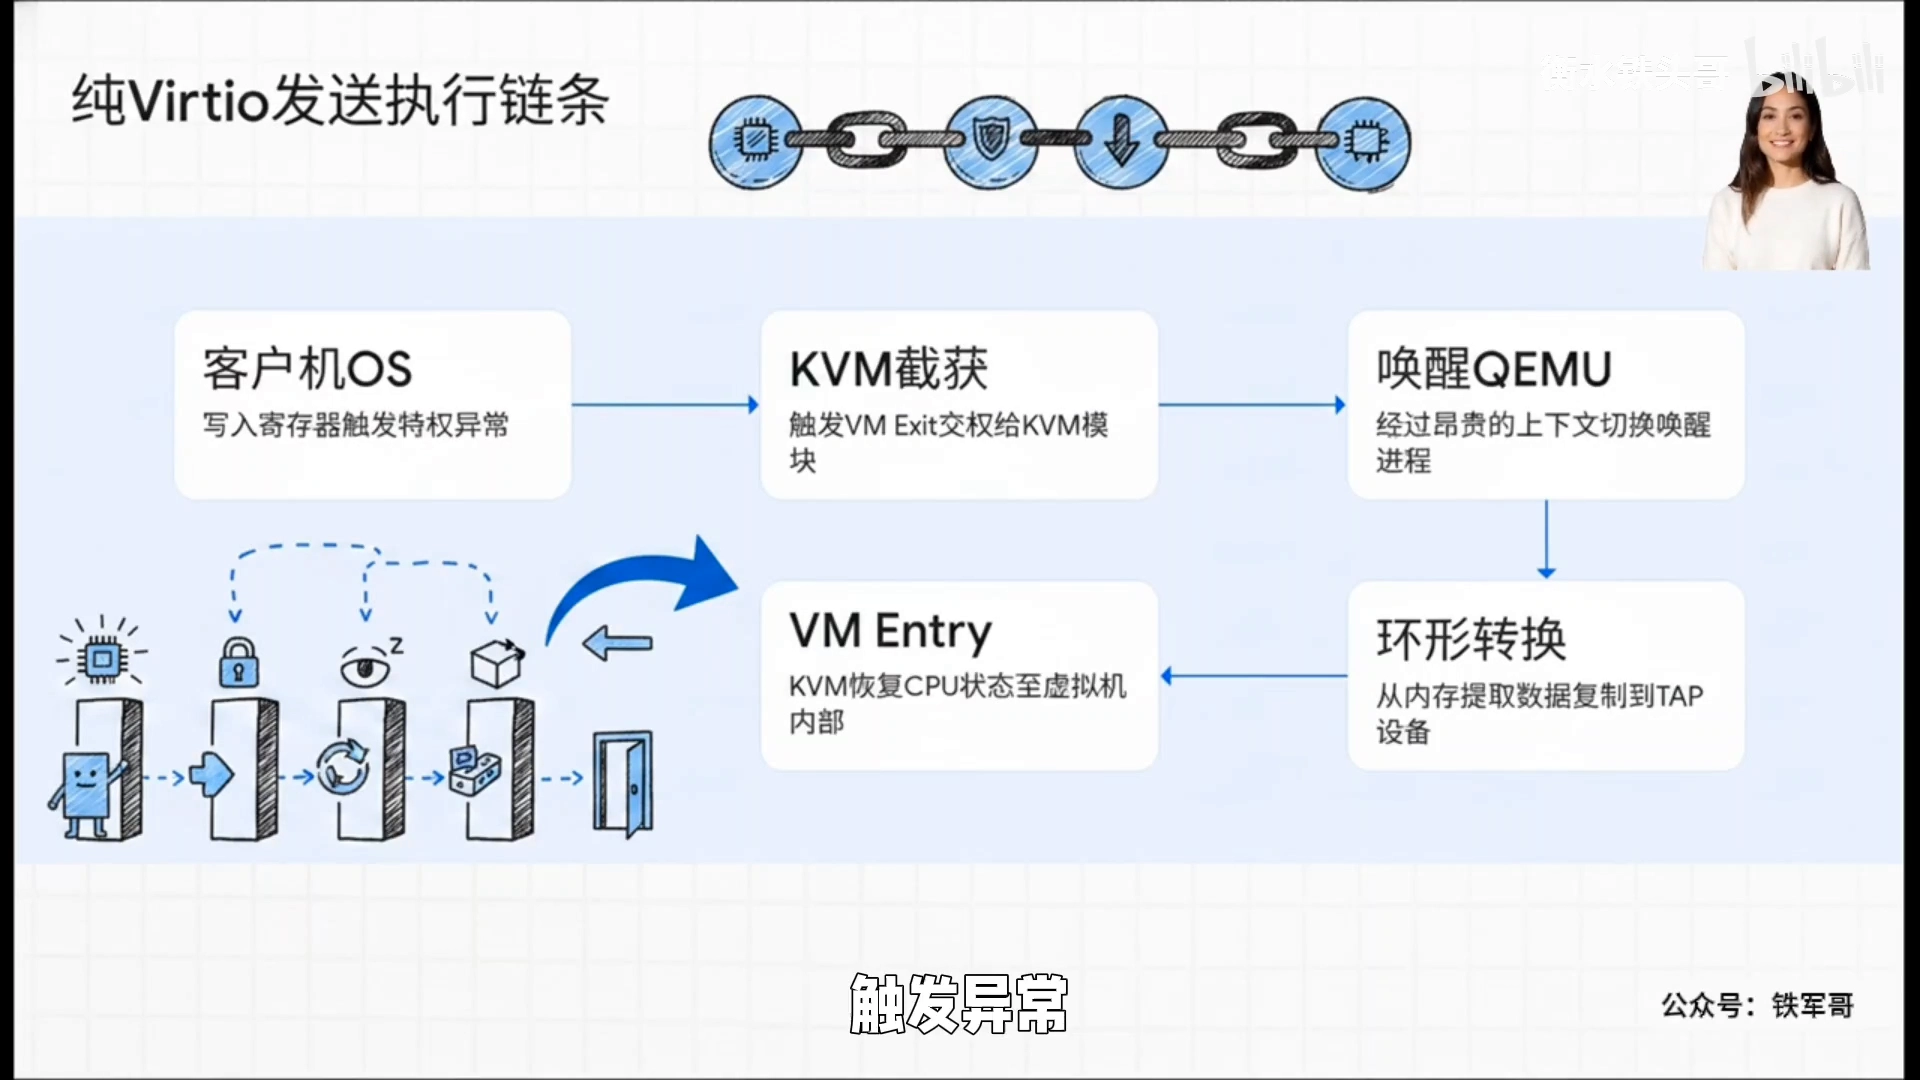 纯Virtio发送执行链条
bilibili
客户机OS
写入寄存器触发特权异常
KVM截获
触发VM Exit交权给KVM模
块
唤醒QEMU
经过昂贵的上下文切换唤醒
进程
VM Entry
KVM恢复CPU状态至虚拟机
内部
环形转换
从内存提取数据复制到TAP
设备
z
触发异常
公众号：铁军哥